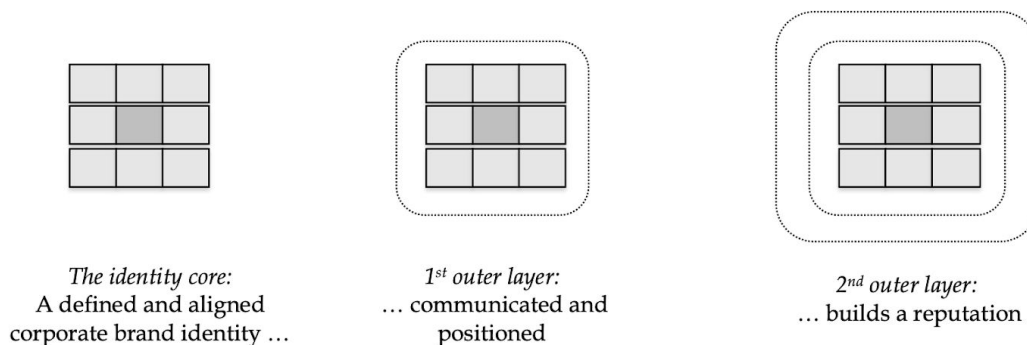 The identity core:
A defined and aligned
corporate brand identity …
1st outer layer:
… communicated and
positioned
2nd outer layer:
… builds a reputation